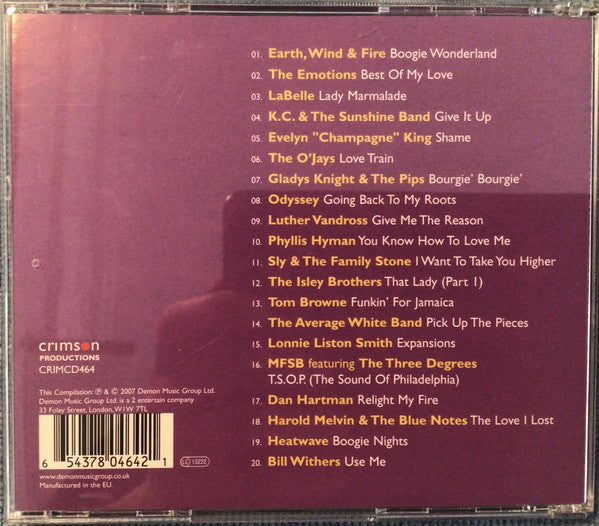 01. Earth, Wind & Fire Boogie Wonderland
02. The Emotions Best Of My Love
03. LaBelle Lady Marmalade
04. K.C. & The Sunshine Band Give It Up
05. Evelyn "Champagne" King Shame
06. The O'Jays Love Train
07. Gladys Knight & The Pips Bourgie' Bourgie'
08. Odyssey Going Back To My Roots
09. Luther Vandross Give Me The Reason
10. Phyllis Hyman You Know How To Love Me
11. Sly & The Family Stone I Want To Take You Higher
12. The Isley Brothers That Lady (Part 1)
13. Tom Browne Funkin' For Jamaica
14. The Average White Band Pick Up The Pieces
15. Lonnie Liston Smith Expansions
16. MFSB featuring The Three Degrees
T.S.O.P. (The Sound Of Philadelphia)
17. Dan Hartman Relight My Fire
18. Harold Melvin & The Blue Notes The Love I Lost
19. Heatwave Boogie Nights
20. Bill Withers Use Me
crimson
PRODUCTIONS
CRIMCD464
This Compilation: ℗ & © 2007 Demon Music Group Ltd.
Demon Music Group Ltd. is a 2 entertain company
33 Foley Street, London, W1W 7TL
6 54378 04642 1
LC 13222
www.demonmusicgroup.co.uk
Manufactured in the EU.